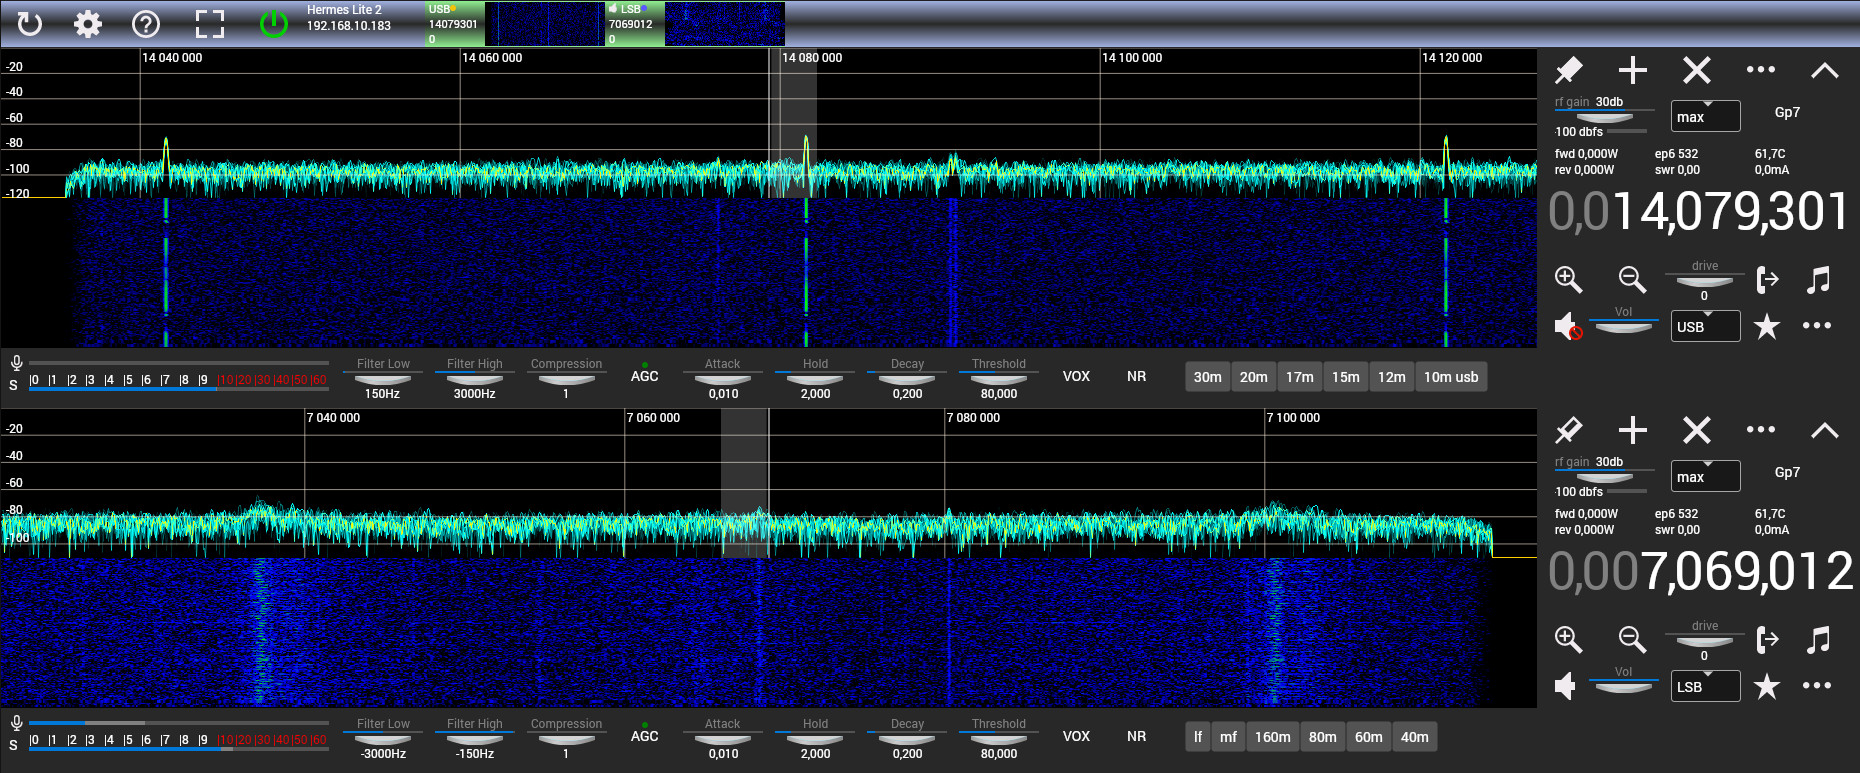 Hermes Lite 2
192.168.10.183
USB
14079301
0
LSB
7069012
0
14 040 000 14 060 000 14 080 000 14 100 000 14 120 000
-20
-40
-60
-80
-100
-120
rf gain 30db
max
Gp7
-100 dbfs
fwd 0,000W ep6 532 61,7C
rev 0,000W swr 0,00 0,0mA
0,014,079,301
drive
0
Vol
USB
S |0 |1 |2 |3 |4 |5 |6 |7 |8 |9 |10 |20 |30 |40 |50 |60
Filter Low Filter High Compression AGC Attack Hold Decay Threshold VOX NR
150Hz 3000Hz 1 0,010 2,000 0,200 80,000
30m 20m 17m 15m 12m 10m usb
7 040 000 7 060 000 7 080 000 7 100 000
-20
-40
-60
-80
-100
rf gain 30db
max
Gp7
-100 dbfs
fwd 0,000W ep6 532 61,7C
rev 0,000W swr 0,00 0,0mA
0,007,069,012
drive
0
Vol
LSB
S |0 |1 |2 |3 |4 |5 |6 |7 |8 |9 |10 |20 |30 |40 |50 |60
Filter Low Filter High Compression AGC Attack Hold Decay Threshold VOX NR
-3000Hz -150Hz 1 0,010 2,000 0,200 80,000
lf mf 160m 80m 60m 40m